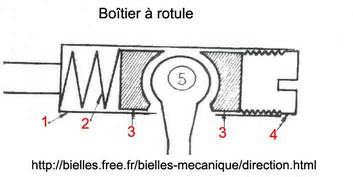 Boîtier à rotule
5
1 2 3 3 4
http://bielles.free.fr/bielles-mecanique/direction.html